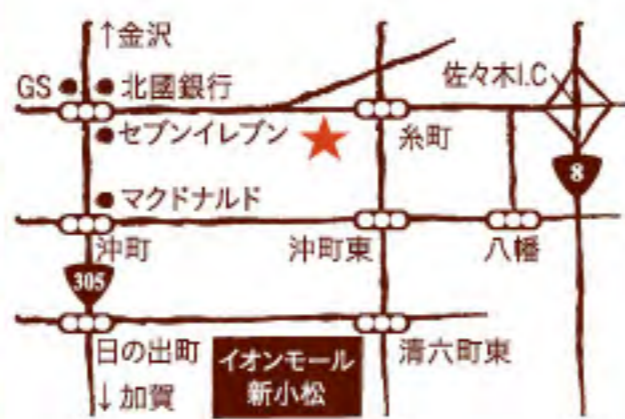 ↑金沢
GS
北國銀行
佐々木I.C
セブンイレブン
糸町
8
マクドナルド
沖町
沖町東
八幡
305
日の出町
イオンモール
新小松
清六町東
↓加賀